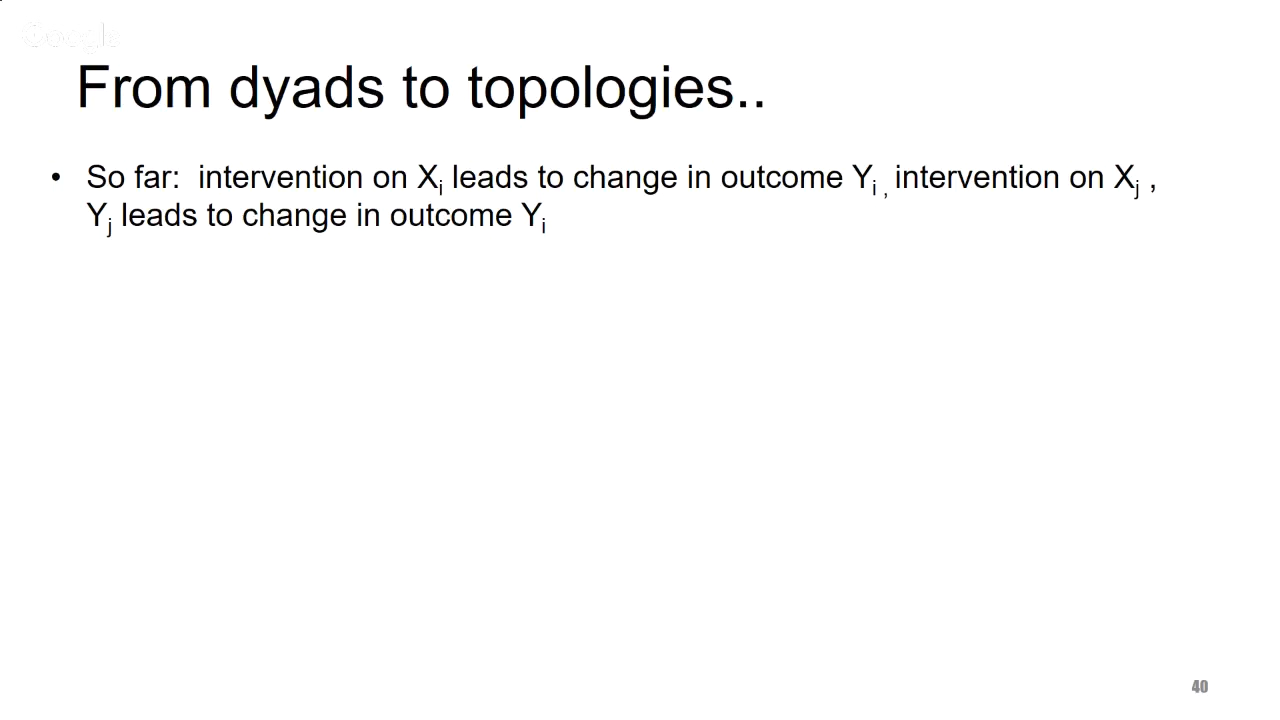 Google
From dyads to topologies..
• So far: intervention on Xi leads to change in outcome Yi , intervention on Xj ,
Yj leads to change in outcome Yi
40